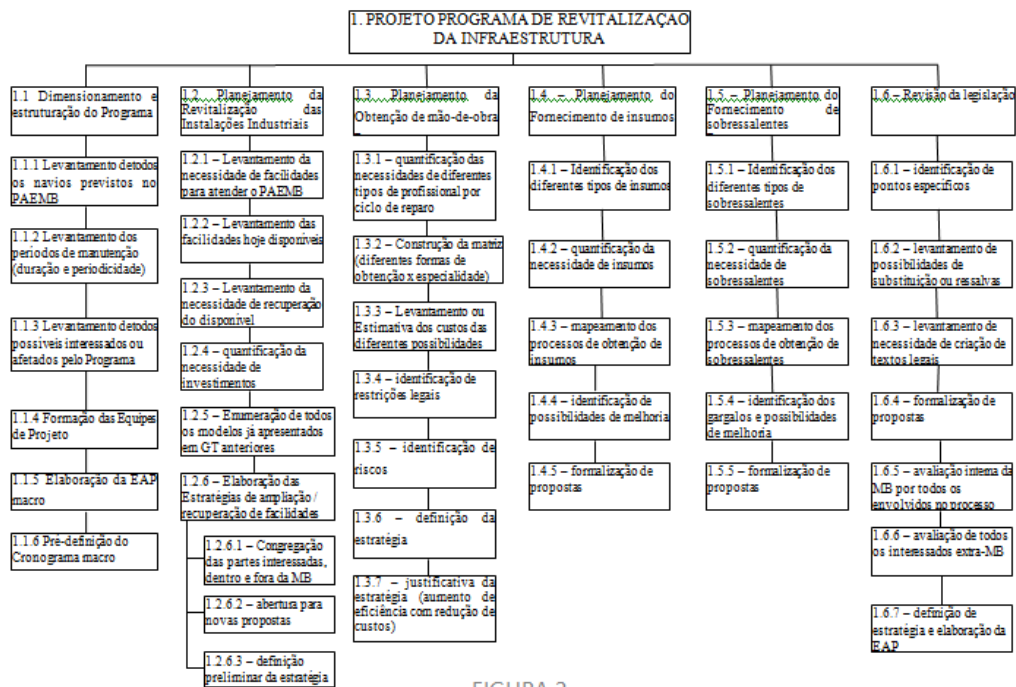 1. PROJETO PROGRAMA DE REVITALIZAÇÃO
DA INFRAESTRUTURA
1.1 Dimensionamento e
estruturação do Programa
1.1.1 Levantamento detodos
os navios previstos no
PAEMB
1.1.2 Levantamento dos
períodos de manutenção
(duração e periodicidade)
1.1.3 Levantamento detodos
possíveis interessados ou
afetados pelo Programa
1.1.4 Formação das Equipes
de Projeto
1.1.5 Elaboração da EAP
macro
1.1.6 Pré-definição do
Cronograma macro
1.2. Planejamento da
Revitalização das
Instalações Industriais
1.2.1 – Levantamento da
necessidade de facilidades
para atender o PAEMB
1.2.2 – Levantamento das
facilidades hoje disponíveis
1.2.3 – Levantamento da
necessidade de recuperação
do disponível
1.2.4 – quantificação da
necessidade de
investimentos
1.2.5 – Enumeração de todos
os modelos já apresentados
em GT anteriores
1.2.6 – Elaboração das
Estratégias de ampliação /
recuperação de facilidades
1.2.6.1 – Congregação
das partes interessadas,
dentro e fora da MB
1.2.6.2 – abertura para
novas propostas
1.2.6.3 – definição
preliminar da estratégia
1.3. Planejamento da
Obtenção de mão-de-obra
1.3.1 – quantificação das
necessidades de diferentes
tipos de profissional por
ciclo de reparo
1.3.2 – Construção da matriz
(diferentes formas de
obtenção x especialidade)
1.3.3 – Levantamento ou
Estimativa dos custos das
diferentes possibilidades
1.3.4 – identificação de
restrições legais
1.3.5 – identificação de
riscos
1.3.6 – definição da
estratégia
1.3.7 – justificativa da
estratégia (aumento de
eficiência com redução de
custos)
1.4. – Planejamento do
Fornecimento de insumos
1.4.1 – Identificação dos
diferentes tipos de insumos
1.4.2 – quantificação da
necessidade de insumos
1.4.3 – mapeamento dos
processos de obtenção de
insumos
1.4.4 – identificação de
possibilidades de melhoria
1.4.5 – formalização de
propostas
1.5. – Planejamento do
Fornecimento de
sobressalentes
1.5.1 – Identificação dos
diferentes tipos de
sobressalentes
1.5.2 – quantificação da
necessidade de
sobressalentes
1.5.3 – mapeamento dos
processos de obtenção de
sobressalentes
1.5.4 – identificação dos
gargalos e possibilidades
de melhoria
1.5.5 – formalização de
propostas
1.6. – Revisão da legislação
1.6.1 – identificação de
pontos específicos
1.6.2 – levantamento de
possibilidades de
substituição ou ressalvas
1.6.3 – levantamento de
necessidade de criação de
textos legais
1.6.4 – formalização de
propostas
1.6.5 – avaliação interna da
MB por todos os
envolvidos no processo
1.6.6 – avaliação de todos
os interessados extra-MB
1.6.7 – definição de
estratégia e elaboração da
EAP
FIGURA 2